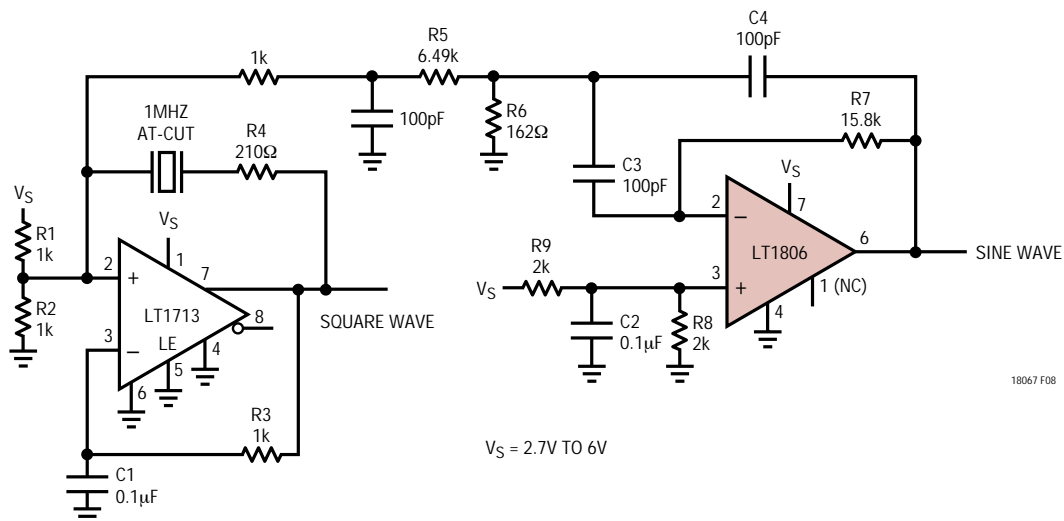 C4
100pF
R5
6.49k
1k
R7
15.8k
100pF
R6
162Ω
1MHZ
AT-CUT
R4
210Ω
C3
100pF
VS
VS
VS
R1
1k
1
2
+
7
2
–
7
6
LT1806
SINE WAVE
R9
2k
3
+
1 (NC)
VS
R2
1k
LT1713
8
SQUARE WAVE
3
–
LE
4
5
6
C2
0.1µF
R8
2k
4
18067 F08
R3
1k
VS = 2.7V TO 6V
C1
0.1µF